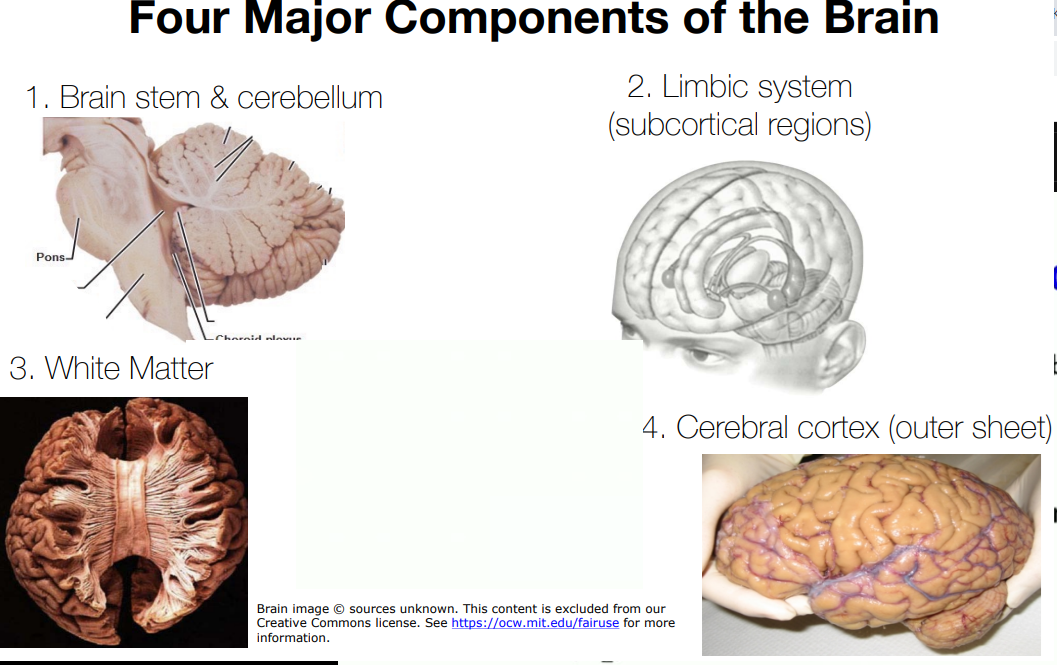 Four Major Components of the Brain
1. Brain stem & cerebellum
2. Limbic system
(subcortical regions)
Pons
Choroid plexus
3. White Matter
4. Cerebral cortex (outer sheet)
Brain image © sources unknown. This content is excluded from our
Creative Commons license. See https://ocw.mit.edu/fairuse for more
information.